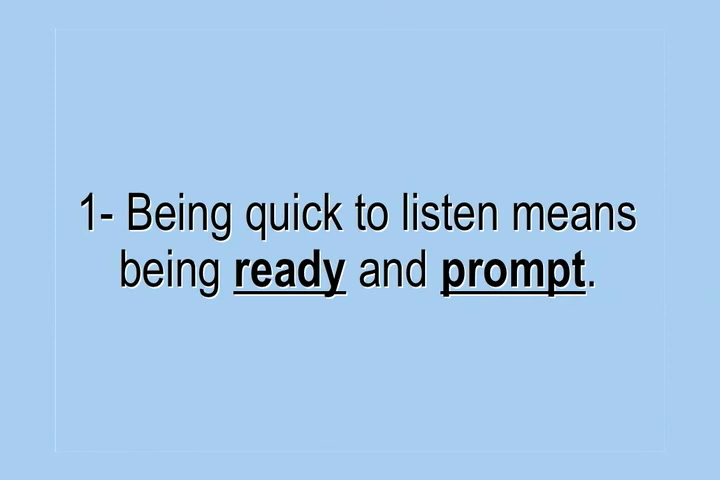 1- Being quick to listen means
being ready and prompt.